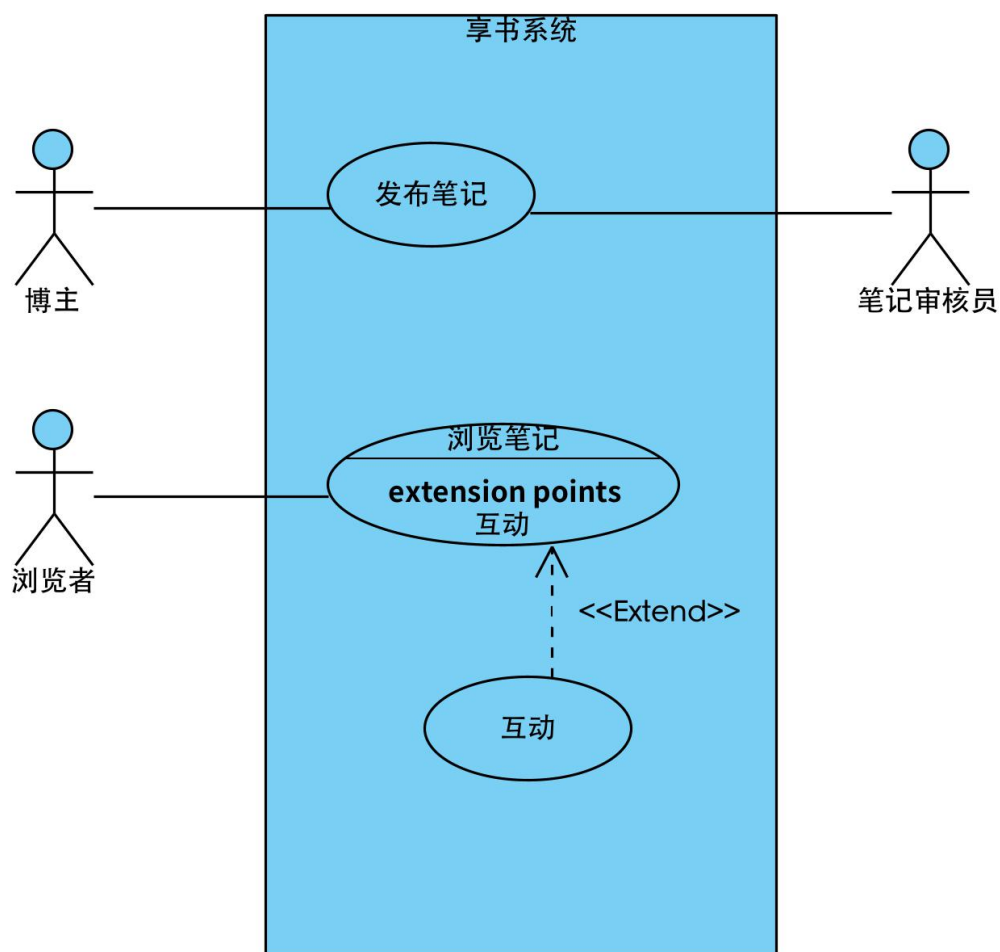 享书系统
发布笔记
博主
笔记审核员
浏览笔记
extension points
互动
浏览者
<<Extend>>
互动